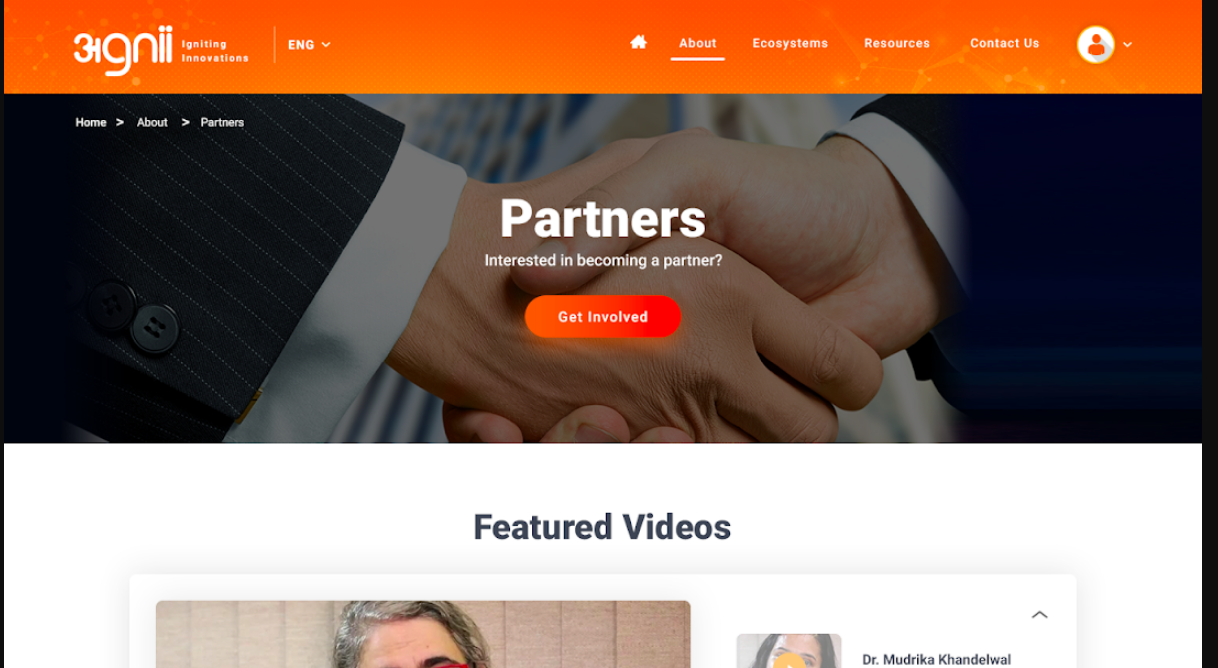 अgnii
Igniting
Innovations
ENG
About
Ecosystems
Resources
Contact Us
Home > About > Partners
Partners
Interested in becoming a partner?
Get Involved
Featured Videos
Dr. Mudrika Khandelwal